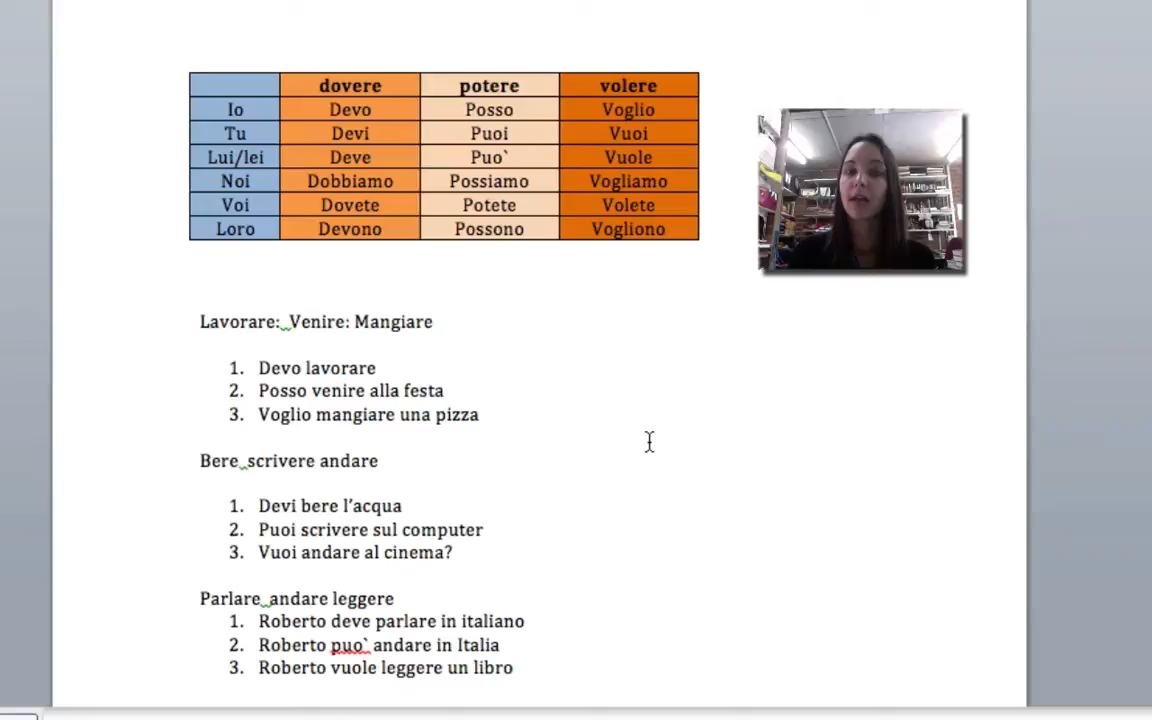 dovere potere volere
Io Devo Posso Voglio
Tu Devi Puoi Vuoi
Lui/lei Deve Puo` Vuole
Noi Dobbiamo Possiamo Vogliamo
Voi Dovete Potete Volete
Loro Devono Possono Vogliono
Lavorare: Venire: Mangiare
1. Devo lavorare
2. Posso venire alla festa
3. Voglio mangiare una pizza
Bere scrivere andare
1. Devi bere l’acqua
2. Puoi scrivere sul computer
3. Vuoi andare al cinema?
Parlare andare leggere
1. Roberto deve parlare in italiano
2. Roberto puo` andare in Italia
3. Roberto vuole leggere un libro